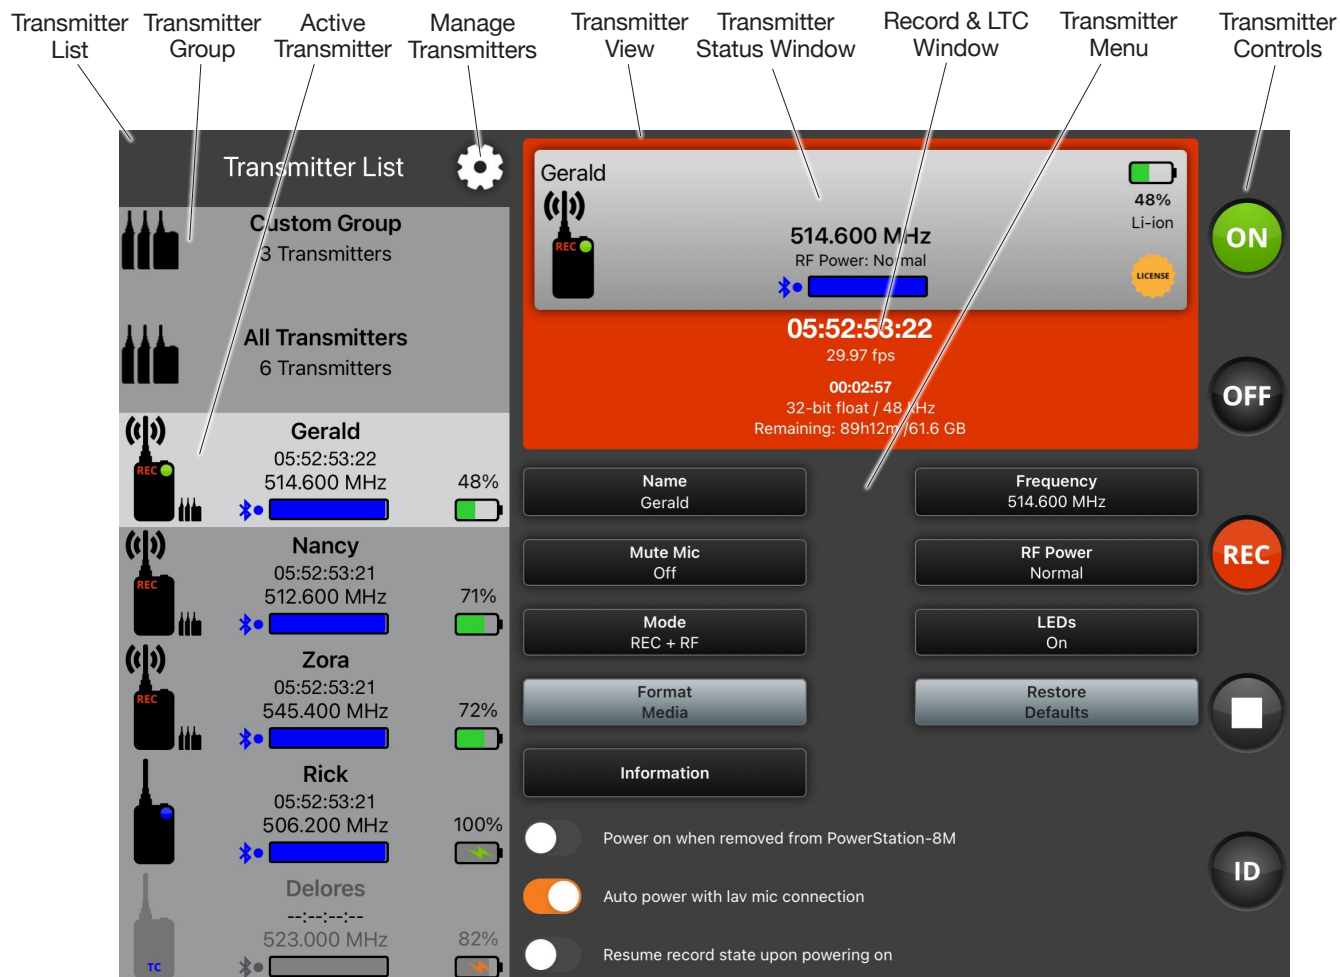 Transmitter List
Transmitter Group
Active Transmitter
Manage Transmitters
Transmitter View
Transmitter Status Window
Record & LTC Window
Transmitter Menu
Transmitter Controls
Transmitter List
Custom Group
3 Transmitters
All Transmitters
6 Transmitters
REC
Gerald
05:52:53:22
514.600 MHz
48%
REC
Nancy
05:52:53:21
512.600 MHz
71%
REC
Zora
05:52:53:21
545.400 MHz
72%
Rick
05:52:53:21
506.200 MHz
100%
TC
Delores
--:--:--:--
523.000 MHz
82%
Gerald
REC
514.600 MHz
RF Power: Normal
48%
Li-ion
LICENSE
05:52:53:22
29.97 fps
00:02:57
32-bit float / 48 kHz
Remaining: 89h12m/61.6 GB
Name
Gerald
Frequency
514.600 MHz
Mute Mic
Off
RF Power
Normal
Mode
REC + RF
LEDs
On
Format
Media
Restore
Defaults
Information
Power on when removed from PowerStation-8M
Auto power with lav mic connection
Resume record state upon powering on
ON
OFF
REC
ID